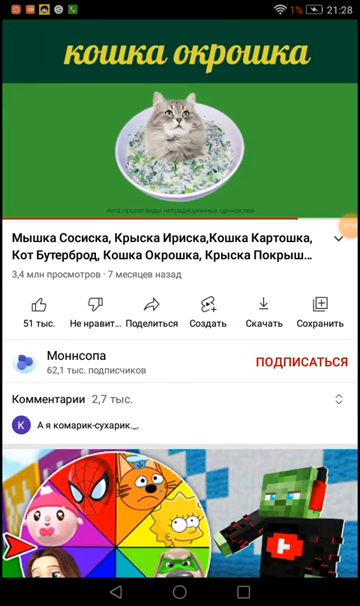 1% 21:28
кошка окрошка
лига пропаганды нетрадиционных ценностей
Мышка Сосиска, Крыска Ириска,Кошка Картошка,
Кот Бутерброд, Кошка Окрошка, Крыска Покрыш...
3,4 млн просмотров · 7 месяцев назад
51 тыс. Не нравит... Поделиться Создать Скачать Сохранить
Моннсопа
62,1 тыс. подписчиков
ПОДПИСАТЬСЯ
Комментарии 2,7 тыс.
К А я комарик-сухарик._.